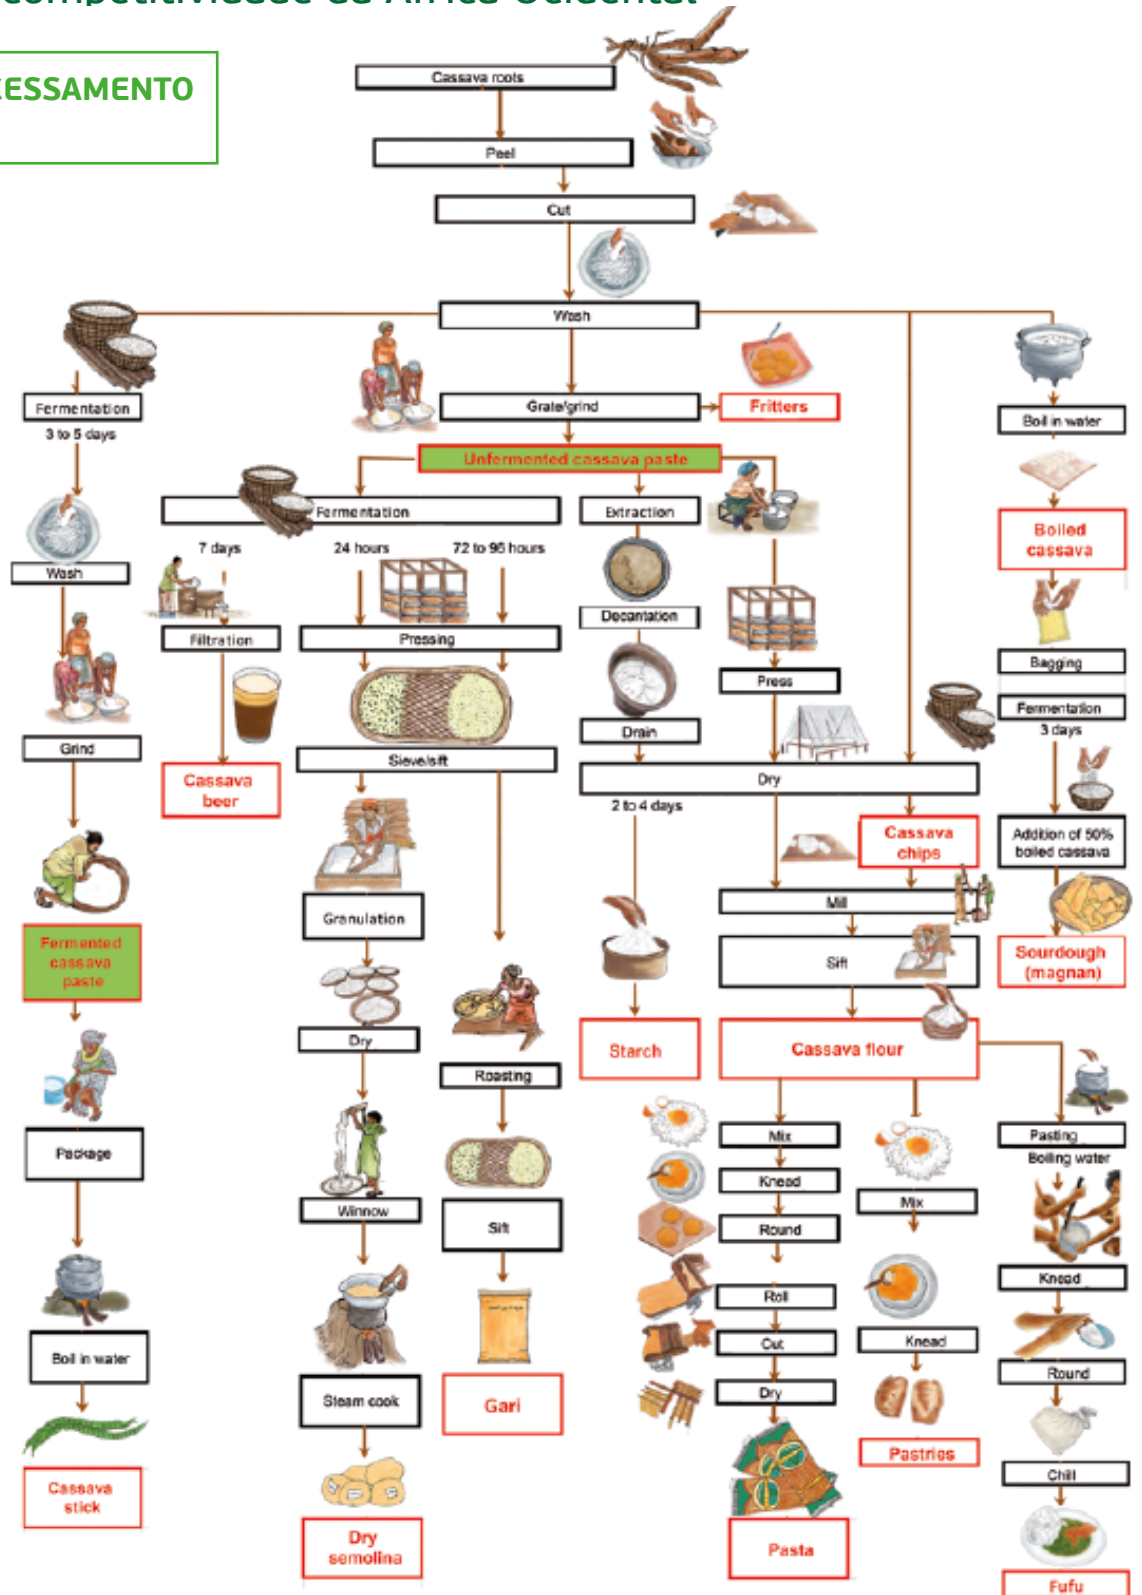 competitividade da África Ocidental
CESSAMENTO
Cassava roots
Peel
Cut
Wash
Fermentation
3 to 5 days
Grate/grind
Fritters
Boil in water
Unfermented cassava paste
Fermentation
Extraction
7 days
24 hours
72 to 96 hours
Boiled
cassava
Wash
Filtration
Pressing
Decantation
Press
Bagging
Fermentation
3 days
Grind
Drain
Sieve/sift
Dry
2 to 4 days
Cassava
beer
Cassava
chips
Addition of 50%
boiled cassava
Mill
Granulation
Fermented
cassava
paste
Sift
Sourdough
(magnan)
Dry
Starch
Cassava flour
Roasting
Package
Mix
Pasting
Boiling water
Knead
Mix
Winnow
Sift
Round
Knead
Roll
Boil in water
Cut
Knead
Round
Steam cook
Gari
Dry
Pastries
Chill
Cassava
stick
Dry
semolina
Pasta
Fufu